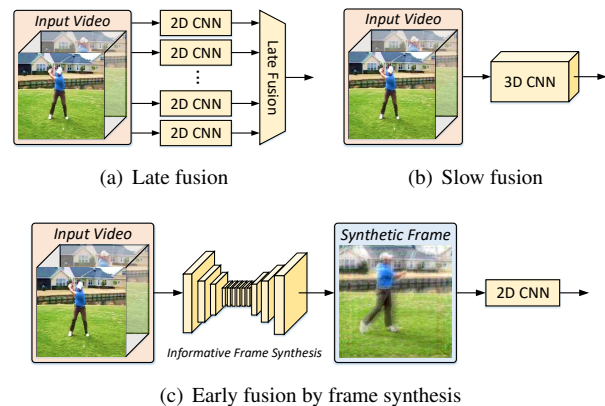 Input Video
2D CNN
2D CNN
⋮
2D CNN
2D CNN
Late Fusion
(a) Late fusion
Input Video
3D CNN
(b) Slow fusion
Input Video
Informative Frame Synthesis
Synthetic Frame
2D CNN
(c) Early fusion by frame synthesis